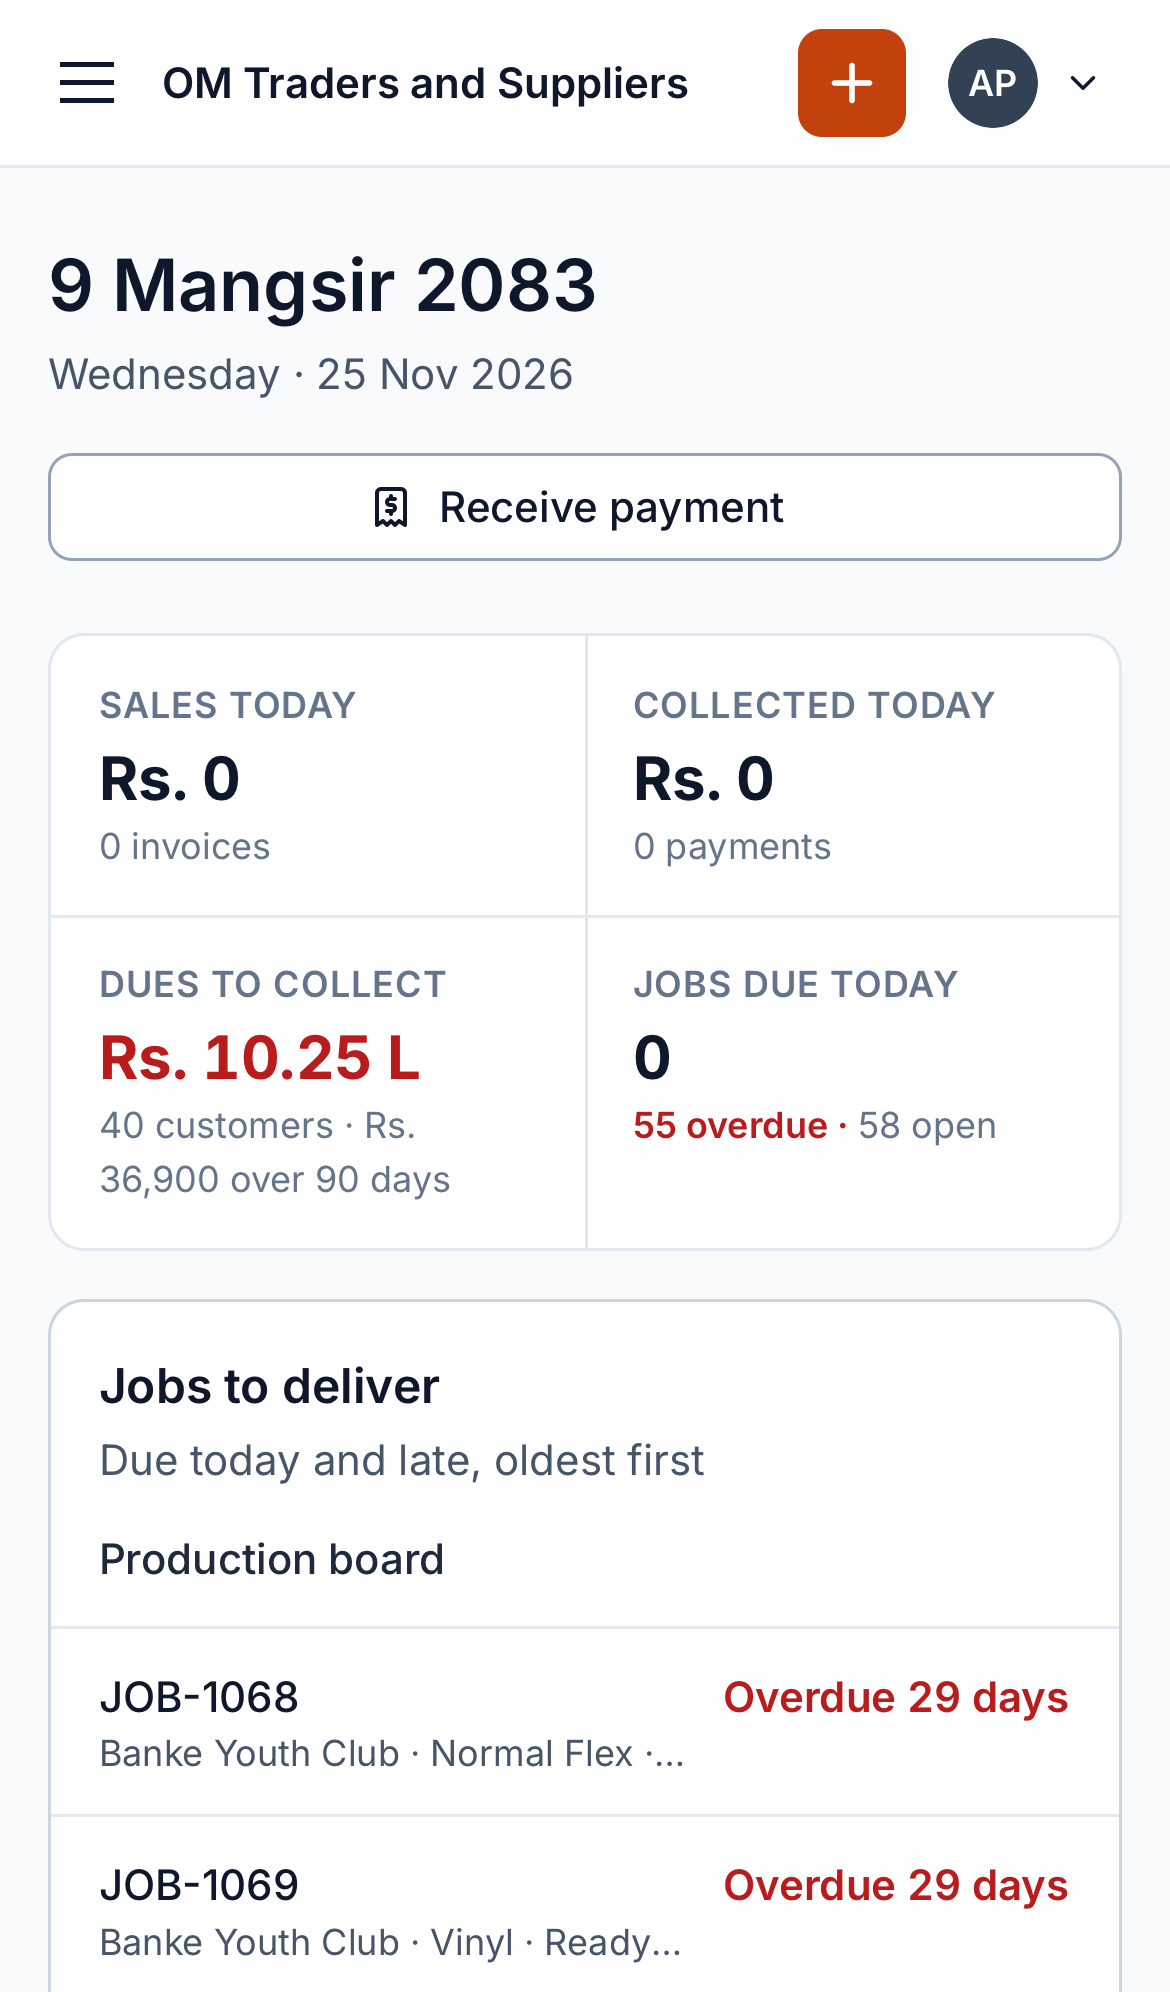 OM Traders and Suppliers
AP
9 Mangsir 2083
Wednesday · 25 Nov 2026
Receive payment
SALES TODAY
Rs. 0
0 invoices
COLLECTED TODAY
Rs. 0
0 payments
DUES TO COLLECT
Rs. 10.25 L
40 customers · Rs.
36,900 over 90 days
JOBS DUE TODAY
0
55 overdue · 58 open
Jobs to deliver
Due today and late, oldest first
Production board
JOB-1068
Overdue 29 days
Banke Youth Club · Normal Flex ·...
JOB-1069
Overdue 29 days
Banke Youth Club · Vinyl · Ready...